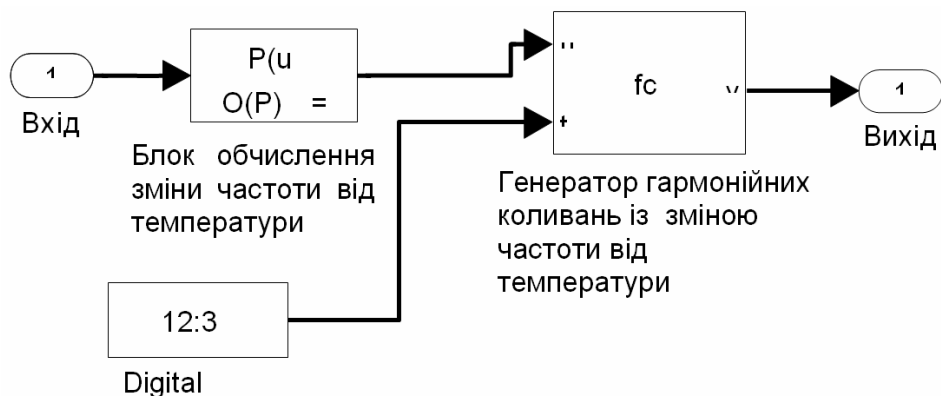 1
Вхід
P(u
O(P) =
Блок обчислення
зміни частоти від
температури
fc
Генератор гармонійних
коливань із зміною
частоти від
температури
1
Вихід
12:3
Digital